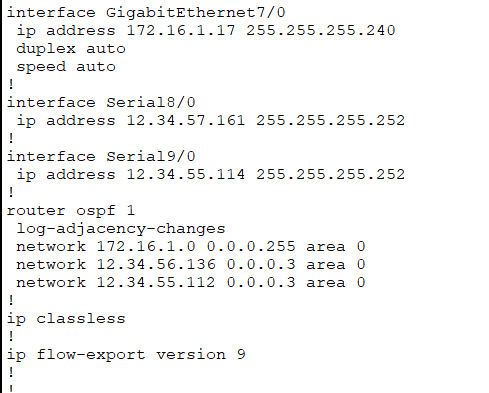 interface GigabitEthernet7/0
 ip address 172.16.1.17 255.255.255.240
 duplex auto
 speed auto
!
interface Serial8/0
 ip address 12.34.57.161 255.255.255.252
!
interface Serial9/0
 ip address 12.34.55.114 255.255.255.252
!
router ospf 1
 log-adjacency-changes
 network 172.16.1.0 0.0.0.255 area 0
 network 12.34.56.136 0.0.0.3 area 0
 network 12.34.55.112 0.0.0.3 area 0
!
ip classless
!
ip flow-export version 9
!
!